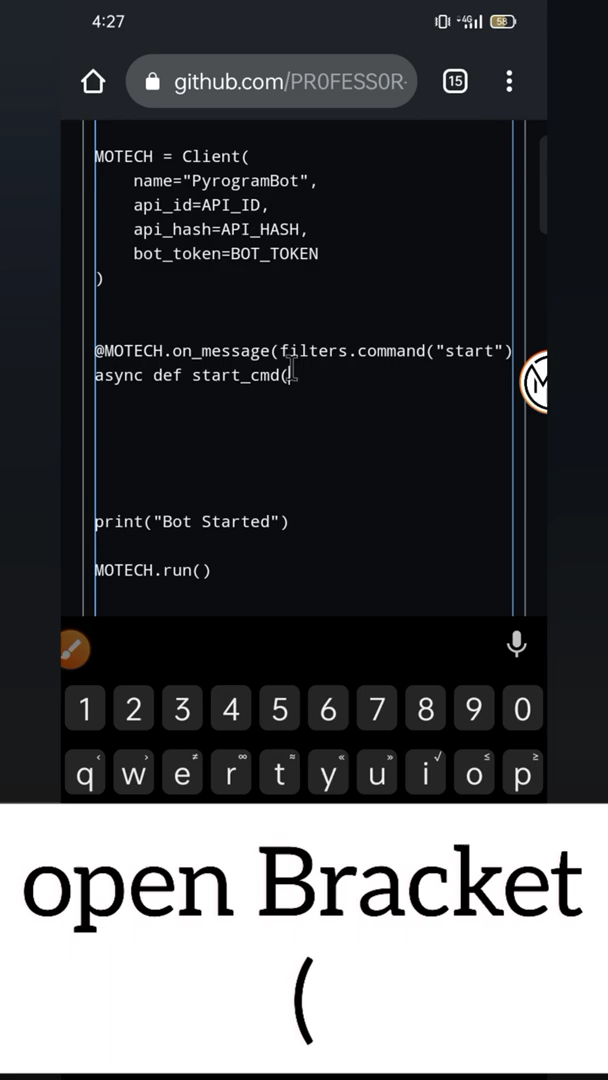 4:27
4G
58
github.com/PR0FESS0R-
15
MOTECH = Client(
name="PyrogramBot",
api_id=API_ID,
api_hash=API_HASH,
bot_token=BOT_TOKEN
)
@MOTECH.on_message(filters.command("start")
async def start_cmd(
print("Bot Started")
MOTECH.run()
1 2 3 4 5 6 7 8 9 0
‹ › ≠ ∞ ≈ « » √ ≤ ≥
q w e r t y u i o p
open Bracket
(